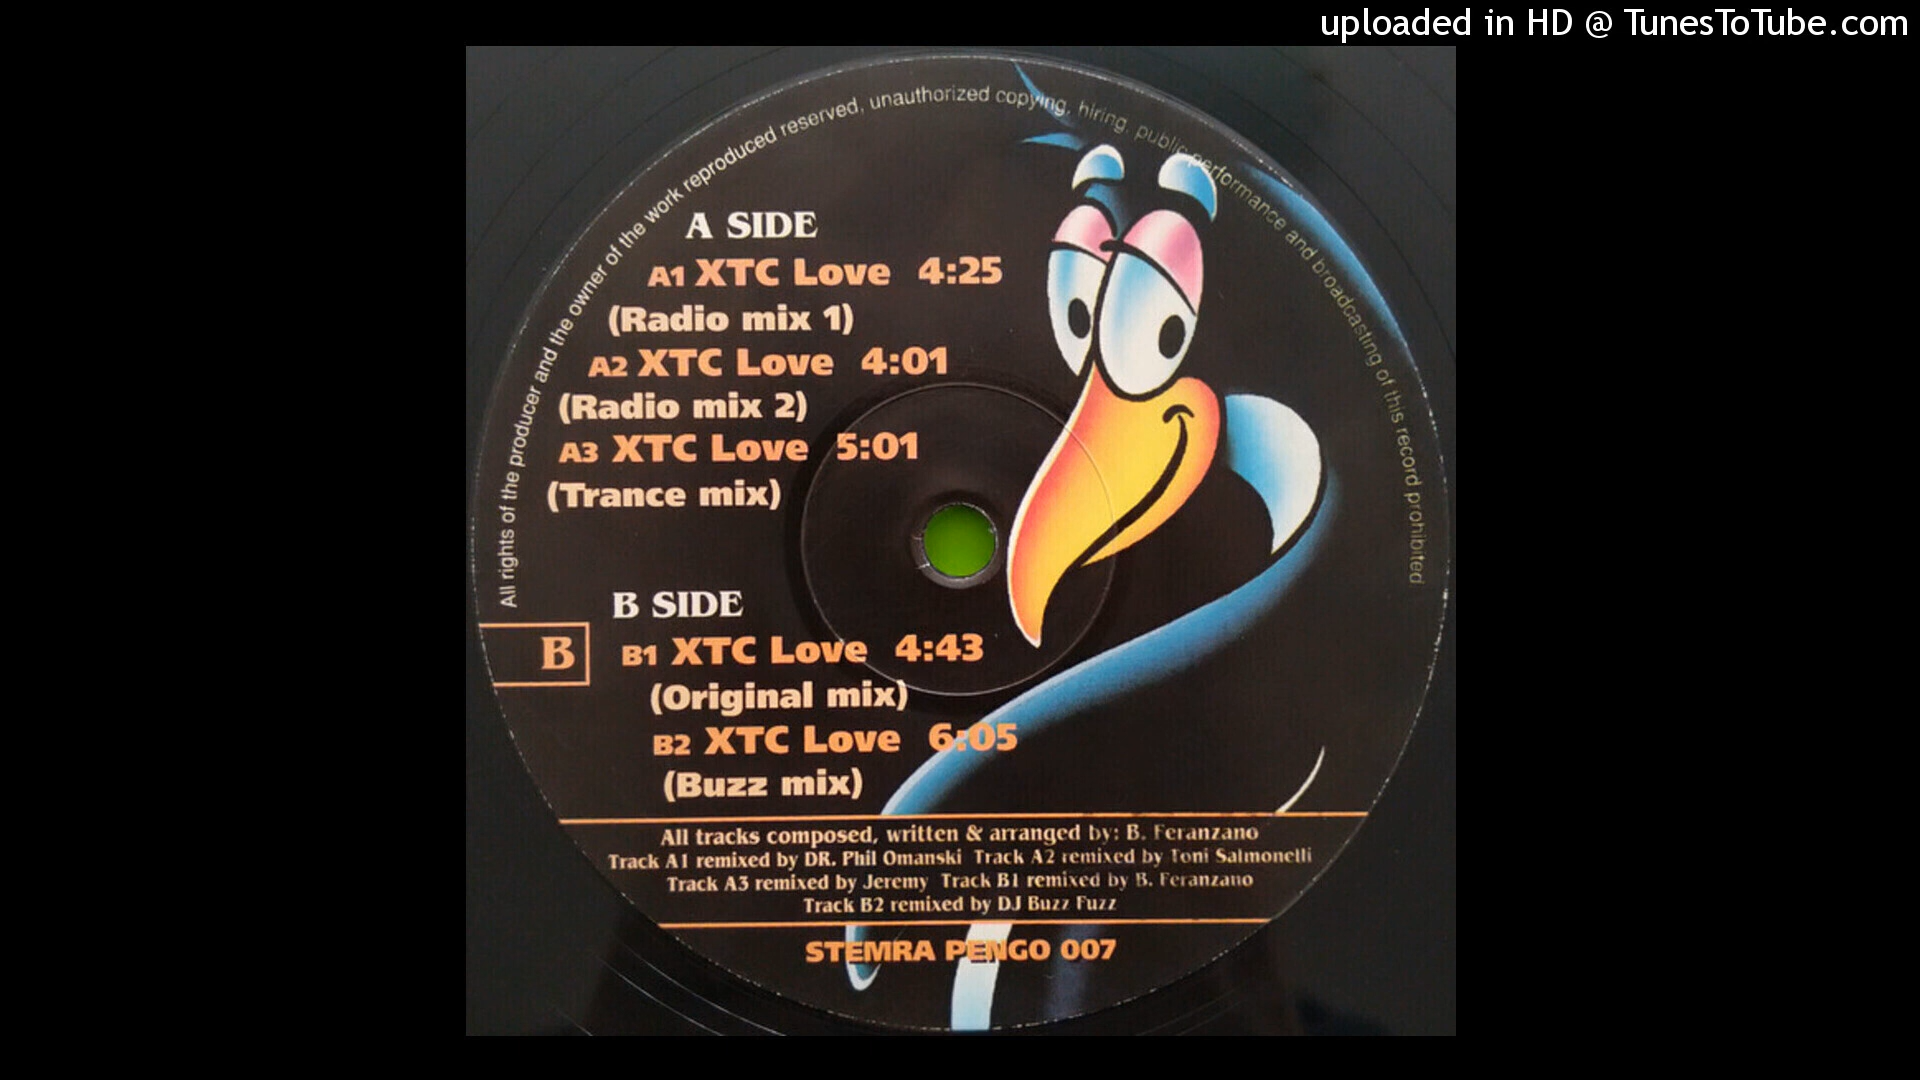 uploaded in HD @ TunesToTube.com
All rights of the producer and the owner of the work reproduced reserved, unauthorized copying, hiring, public performance and broadcasting of this record prohibited
A SIDE
A1 XTC Love 4:25
(Radio mix 1)
A2 XTC Love 4:01
(Radio mix 2)
A3 XTC Love 5:01
(Trance mix)
B SIDE
B
B1 XTC Love 4:43
(Original mix)
B2 XTC Love 6:05
(Buzz mix)
All tracks composed, written & arranged by: B. Feranzano
Track A1 remixed by DR. Phil Omanski Track A2 remixed by Toni Salmonelli
Track A3 remixed by Jeremy Track B1 remixed by B. Feranzano
Track B2 remixed by DJ Buzz Fuzz
STEMRA PENGO 007